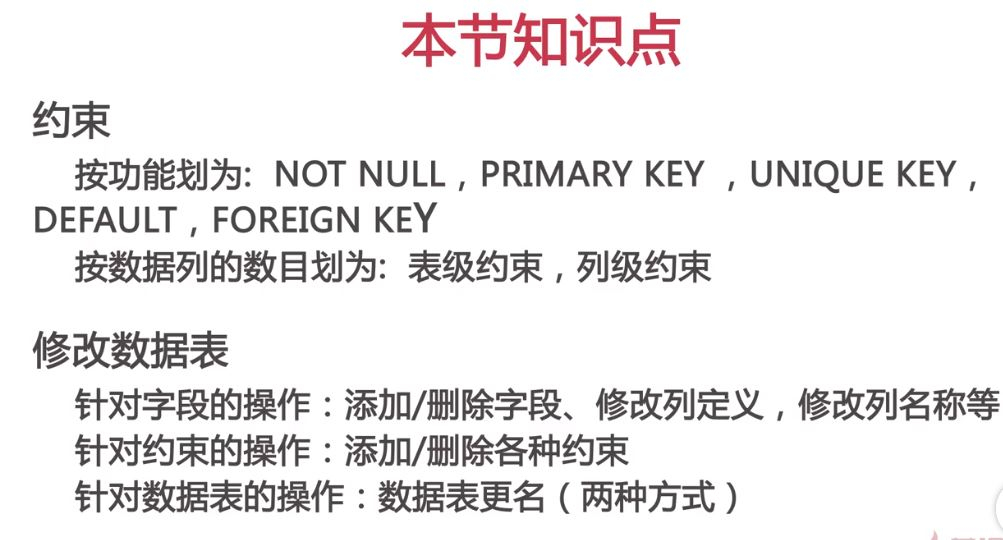 本节知识点
约束
按功能划为: NOT NULL，PRIMARY KEY ，UNIQUE KEY，
DEFAULT，FOREIGN KEY
按数据列的数目划为: 表级约束，列级约束
修改数据表
针对字段的操作：添加/删除字段、修改列定义，修改列名称等
针对约束的操作：添加/删除各种约束
针对数据表的操作：数据表更名（两种方式）